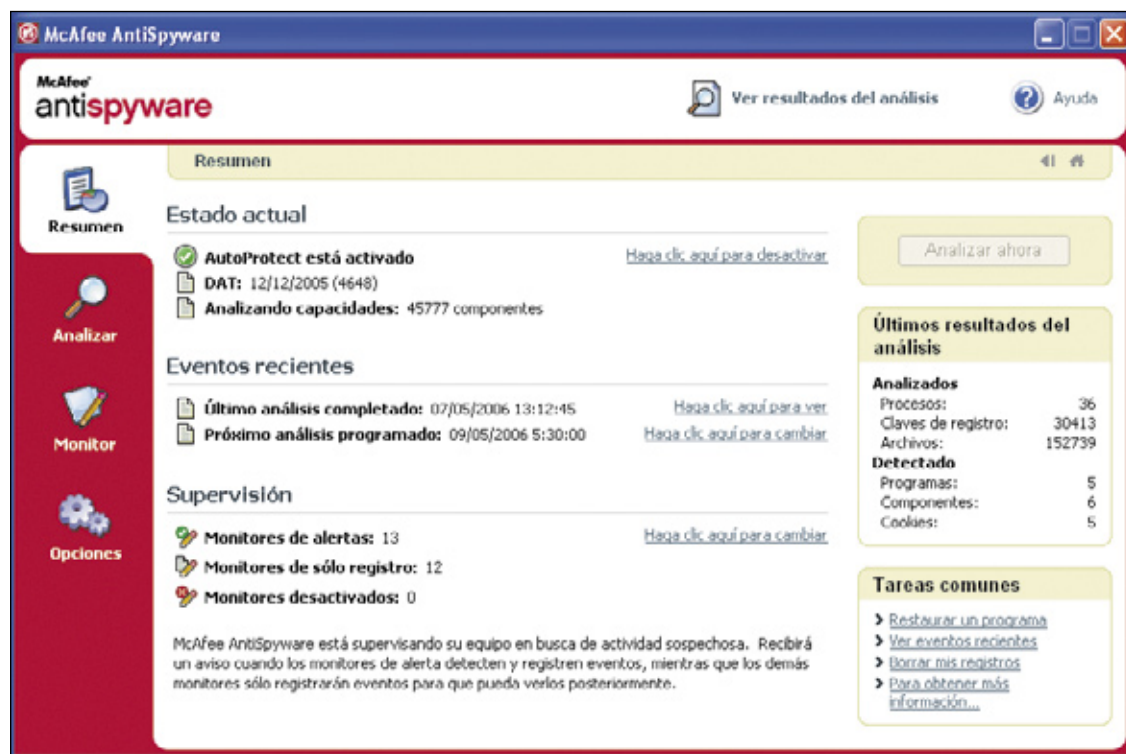 McAfee AntiSpyware
McAfee®
antispyware
Ver resultados del análisis
Ayuda
Resumen
Resumen
Analizar
Monitor
Opciones
Estado actual
AutoProtect está activado
Haga clic aquí para desactivar
DAT: 12/12/2005 (4648)
Analizando capacidades: 45777 componentes
Eventos recientes
Último análisis completado: 07/05/2006 13:12:45
Haga clic aquí para ver
Próximo análisis programado: 09/05/2006 5:30:00
Haga clic aquí para cambiar
Supervisión
Monitores de alertas: 13
Haga clic aquí para cambiar
Monitores de sólo registro: 12
Monitores desactivados: 0
McAfee AntiSpyware está supervisando su equipo en busca de actividad sospechosa. Recibirá
un aviso cuando los monitores de alerta detecten y registren eventos, mientras que los demás
monitores sólo registrarán eventos para que pueda verlos posteriormente.
Analizar ahora
Últimos resultados del
análisis
Analizados
Procesos: 36
Claves de registro: 30413
Archivos: 152739
Detectado
Programas: 5
Componentes: 6
Cookies: 5
Tareas comunes
Restaurar un programa
Ver eventos recientes
Borrar mis registros
Para obtener más
información...